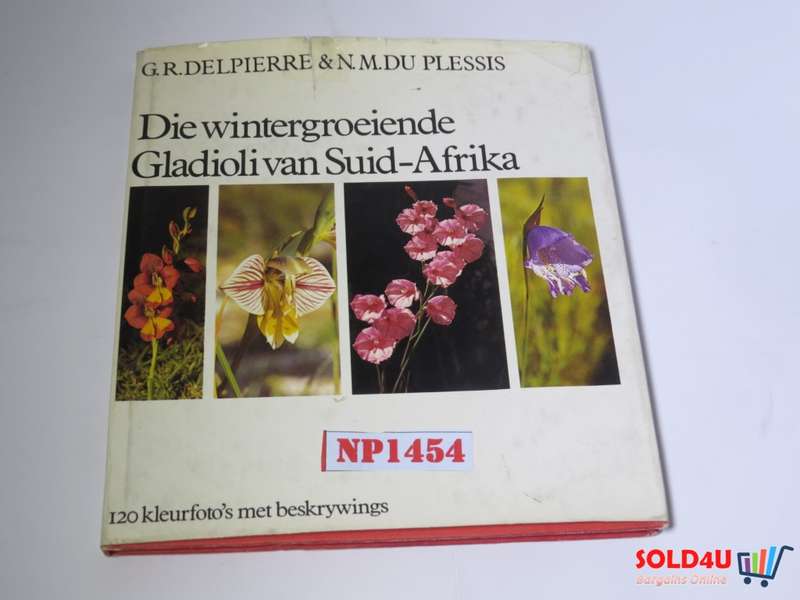 G.R.DELPIERRE & N.M.DU PLESSIS
Die wintergroeiende
Gladioli van Suid-Afrika
NP1454
120 kleurfoto's met beskrywings
SOLD4U
Bargains Online